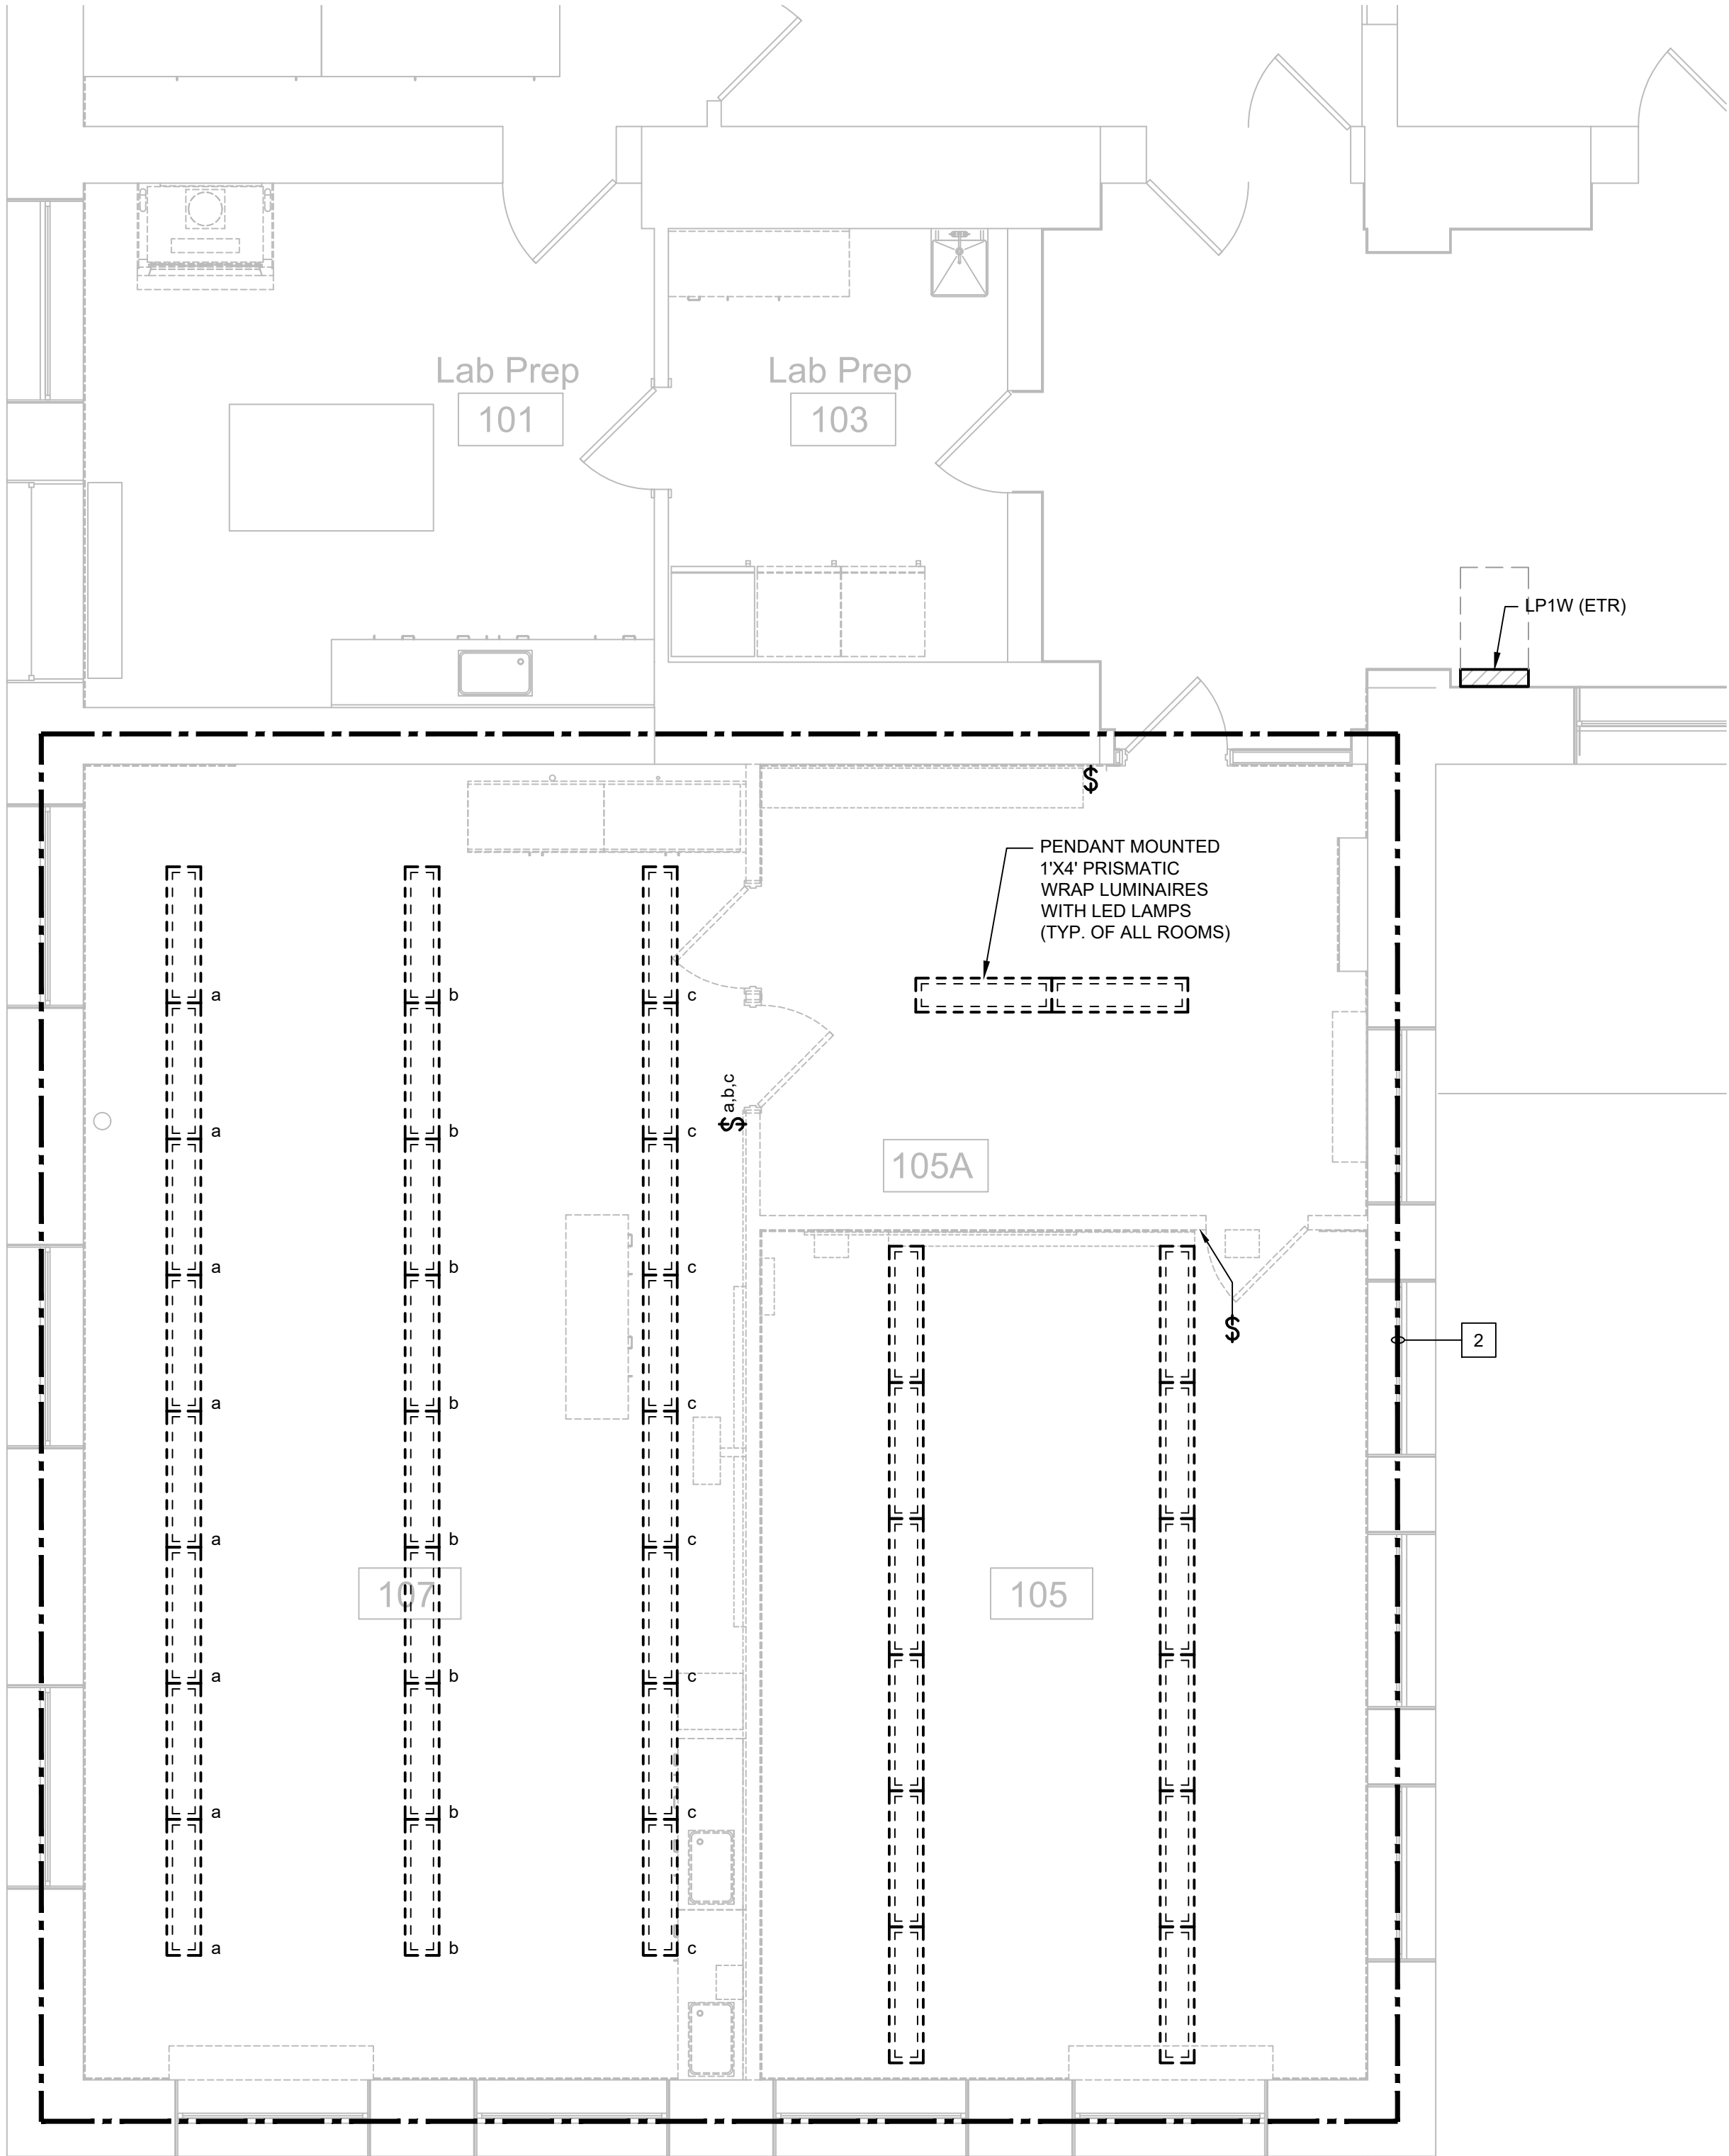 Lab Prep
101
Lab Prep
103
LP1W (ETR)
$
PENDANT MOUNTED
1'X4' PRISMATIC
WRAP LUMINAIRES
WITH LED LAMPS
(TYP. OF ALL ROOMS)
a b c
$ a,b,c
a b c
105A
a b c
$
2
a b c
a b c
107
105
a b c
a b c
a b c